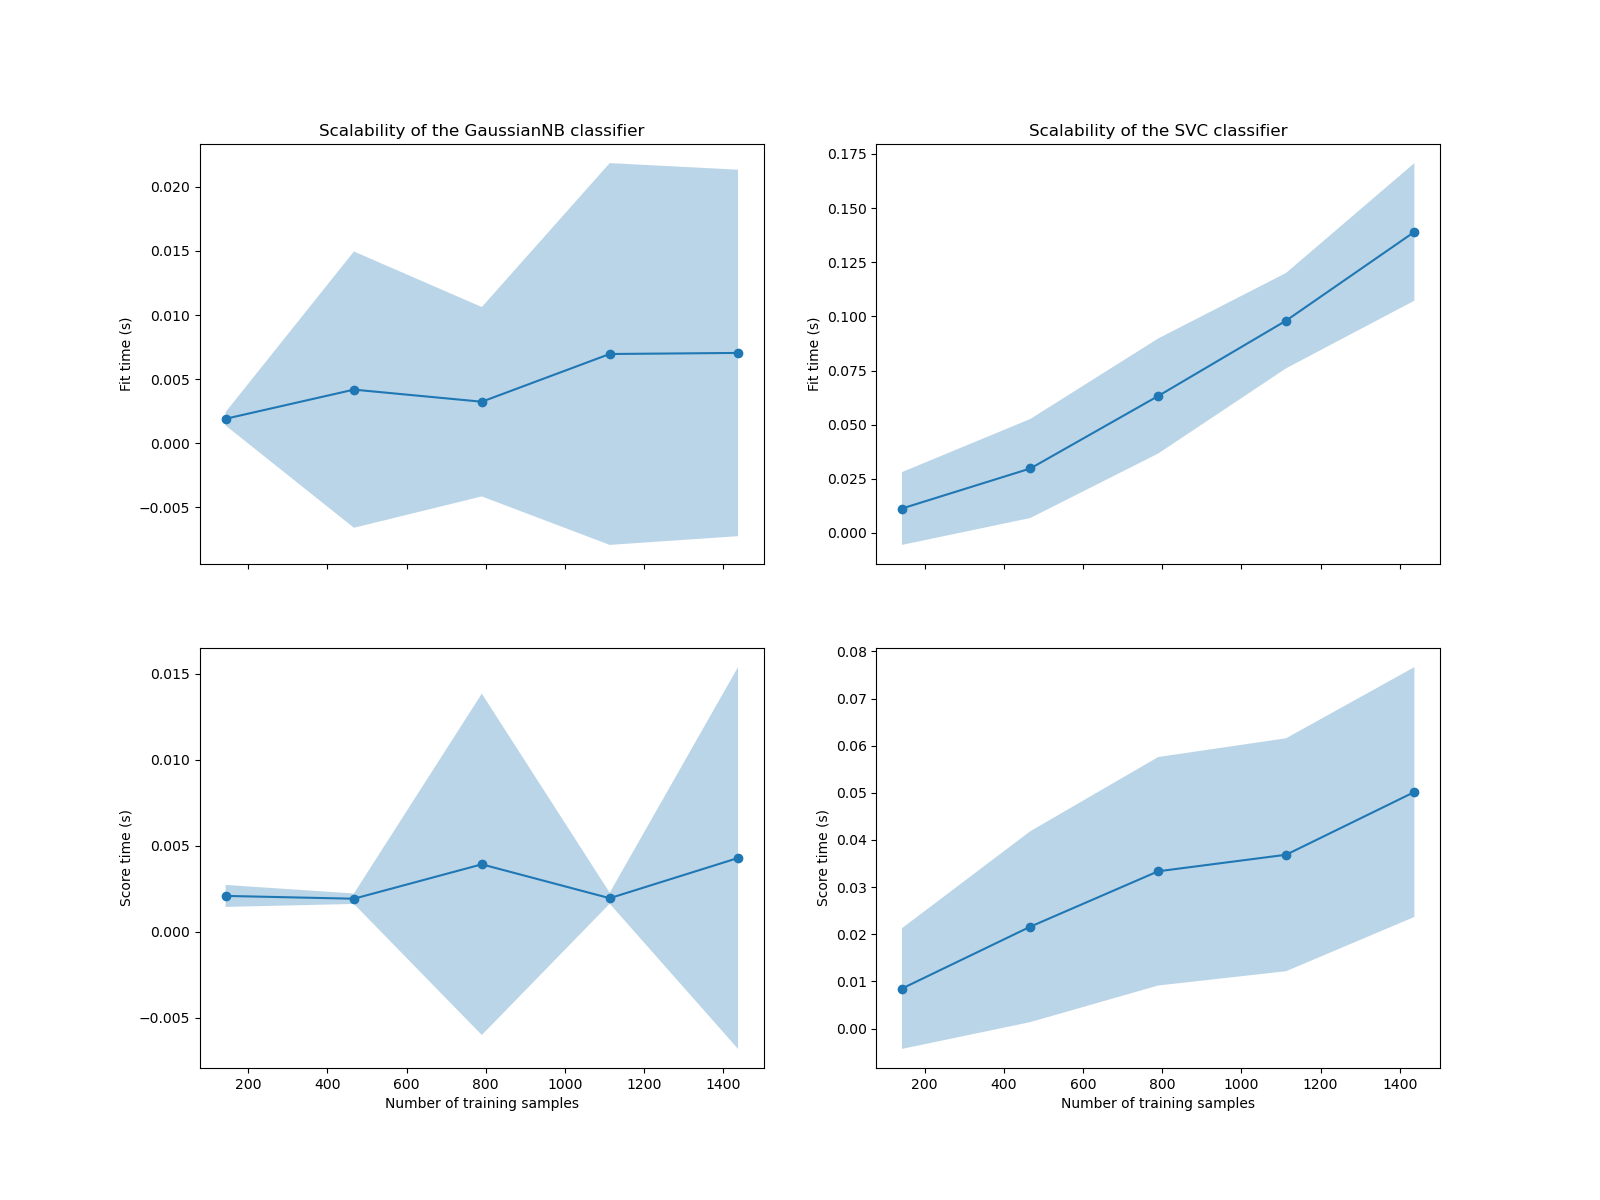 Scalability of the GaussianNB classifier
Fit time (s)
0.020
0.015
0.010
0.005
0.000
−0.005
Scalability of the SVC classifier
Fit time (s)
0.175
0.150
0.125
0.100
0.075
0.050
0.025
0.000
Score time (s)
0.015
0.010
0.005
0.000
−0.005
200 400 600 800 1000 1200 1400
Number of training samples
Score time (s)
0.08
0.07
0.06
0.05
0.04
0.03
0.02
0.01
0.00
200 400 600 800 1000 1200 1400
Number of training samples